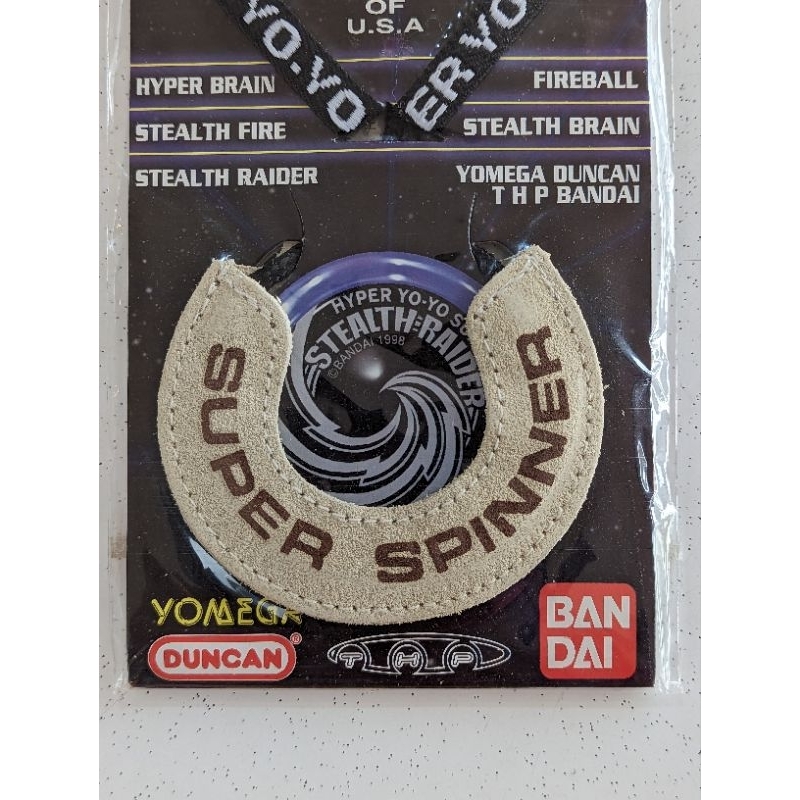 OF
U.S.A
YO.YO
ER YO
HYPER BRAIN
FIREBALL
STEALTH FIRE
STEALTH BRAIN
STEALTH RAIDER
YOMEGA DUNCAN
T H P BANDAI
HYPER YO-YO
STEALTH RAIDER
©BANDAI 1998
SUPER SPINNER
YOMEGA
DUNCAN®
THP
BAN
DAI